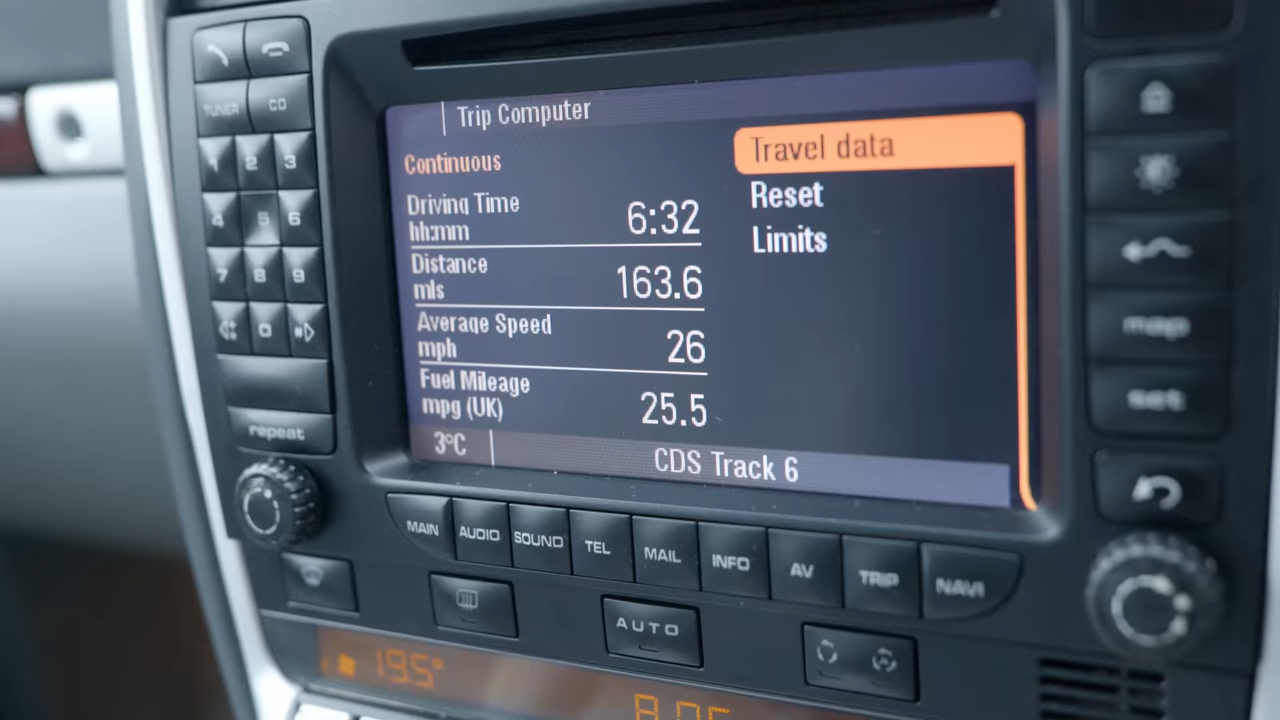 TUNER CD
1 2 3
4 5 6
7 8 9
0
repeat
Trip Computer
Continuous
Driving Time
hh:mm 6:32
Distance
mls 163.6
Average Speed
mph 26
Fuel Mileage
mpg (UK) 25.5
3°C CDS Track 6
Travel data
Reset
Limits
map
set
MAIN AUDIO SOUND TEL MAIL INFO AV TRIP NAVI
AUTO
19.5°